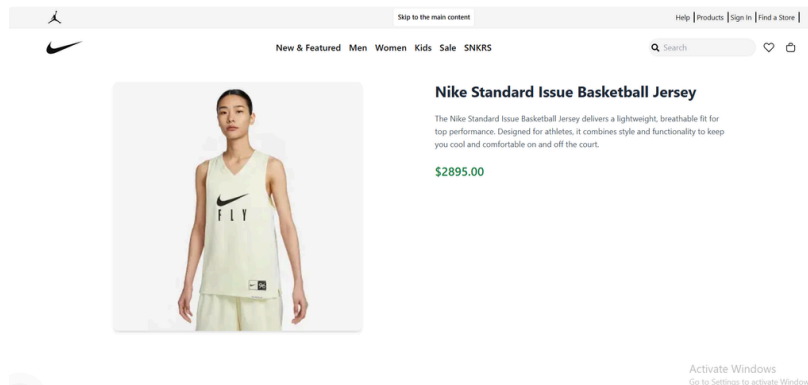 Skip to the main content
Help Products Sign In Find a Store
New & Featured Men Women Kids Sale SNKRS
Search
Nike Standard Issue Basketball Jersey
The Nike Standard Issue Basketball Jersey delivers a lightweight, breathable fit for
top performance. Designed for athletes, it combines style and functionality to keep
you cool and comfortable on and off the court.
$2895.00
FLY
Activate Windows
Go to Settings to activate Window